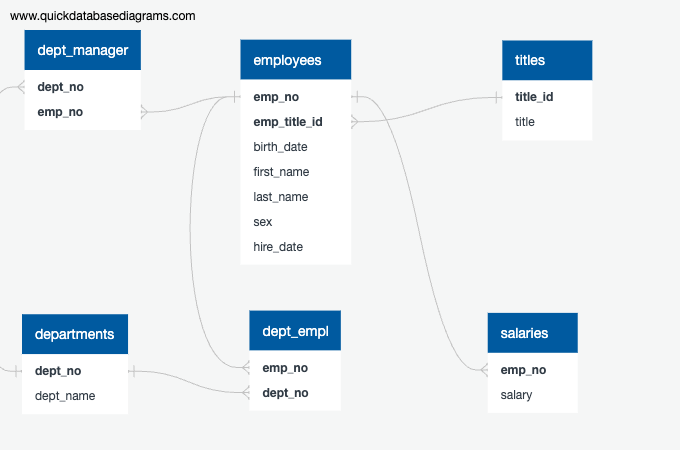 www.quickdatabasediagrams.com
dept_manager
dept_no
emp_no
employees
emp_no
emp_title_id
birth_date
first_name
last_name
sex
hire_date
titles
title_id
title
departments
dept_no
dept_name
dept_empl
emp_no
dept_no
salaries
emp_no
salary